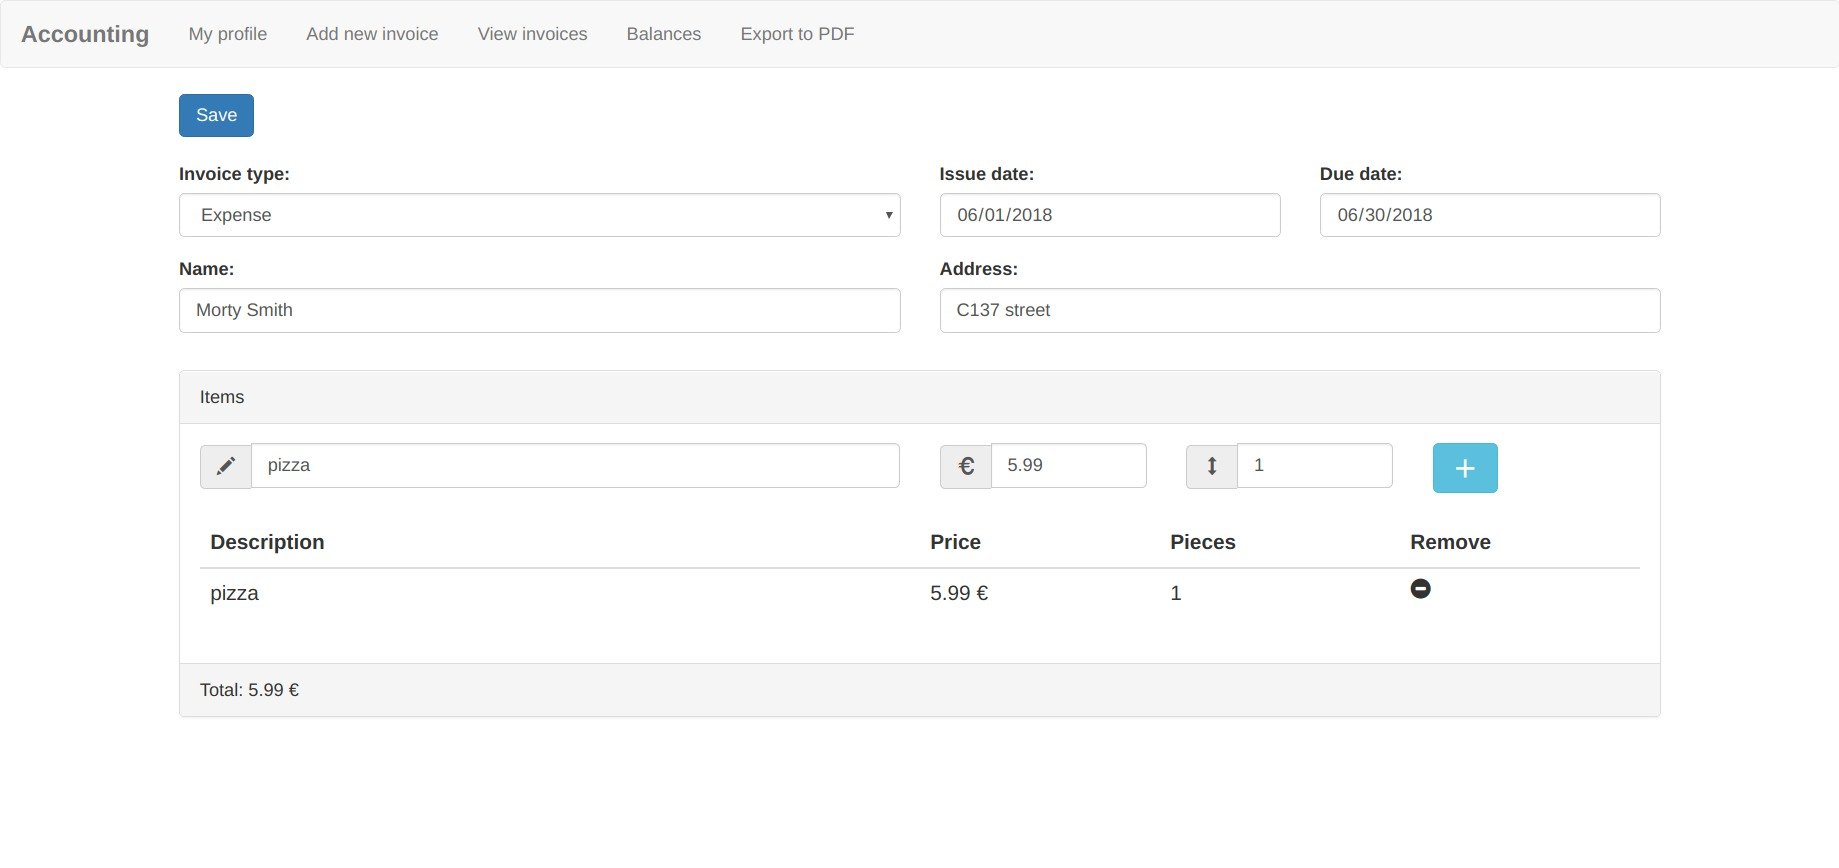 Accounting My profile Add new invoice View invoices Balances Export to PDF
Save
Invoice type: Issue date: Due date:
Expense 06/01/2018 06/30/2018
Name: Address:
Morty Smith C137 street
Items
pizza € 5.99 1 +
Description Price Pieces Remove
pizza 5.99 € 1
Total: 5.99 €